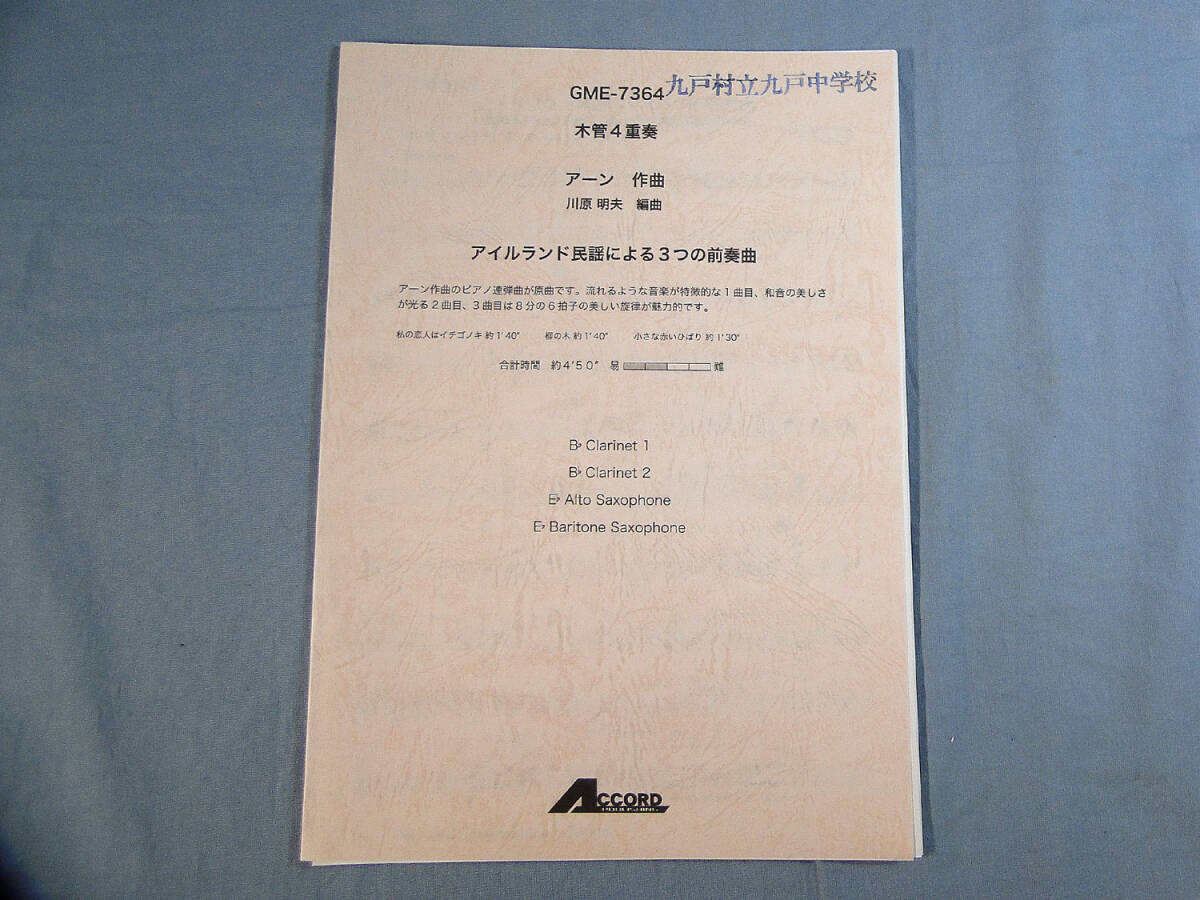 GME-7364 九戸村立九戸中学校
木管4重奏
アーン 作曲
川原 明夫 編曲
アイルランド民謡による3つの前奏曲
アーン作曲のピアノ連弾曲が原曲です。流れるような音楽が特徴的な1曲目、和音の美しさ
が光る2曲目、3曲目は8分の6拍子の美しい旋律が魅力的です。
私の恋人はイチゴノキ 約1'40" 柳の木 約1'40" 小さな赤いひばり 約1'30"
合計時間 約4'50" 易 難
B♭ Clarinet 1
B♭ Clarinet 2
E♭ Alto Saxophone
E♭ Baritone Saxophone
ACCORD
PUBLISHING